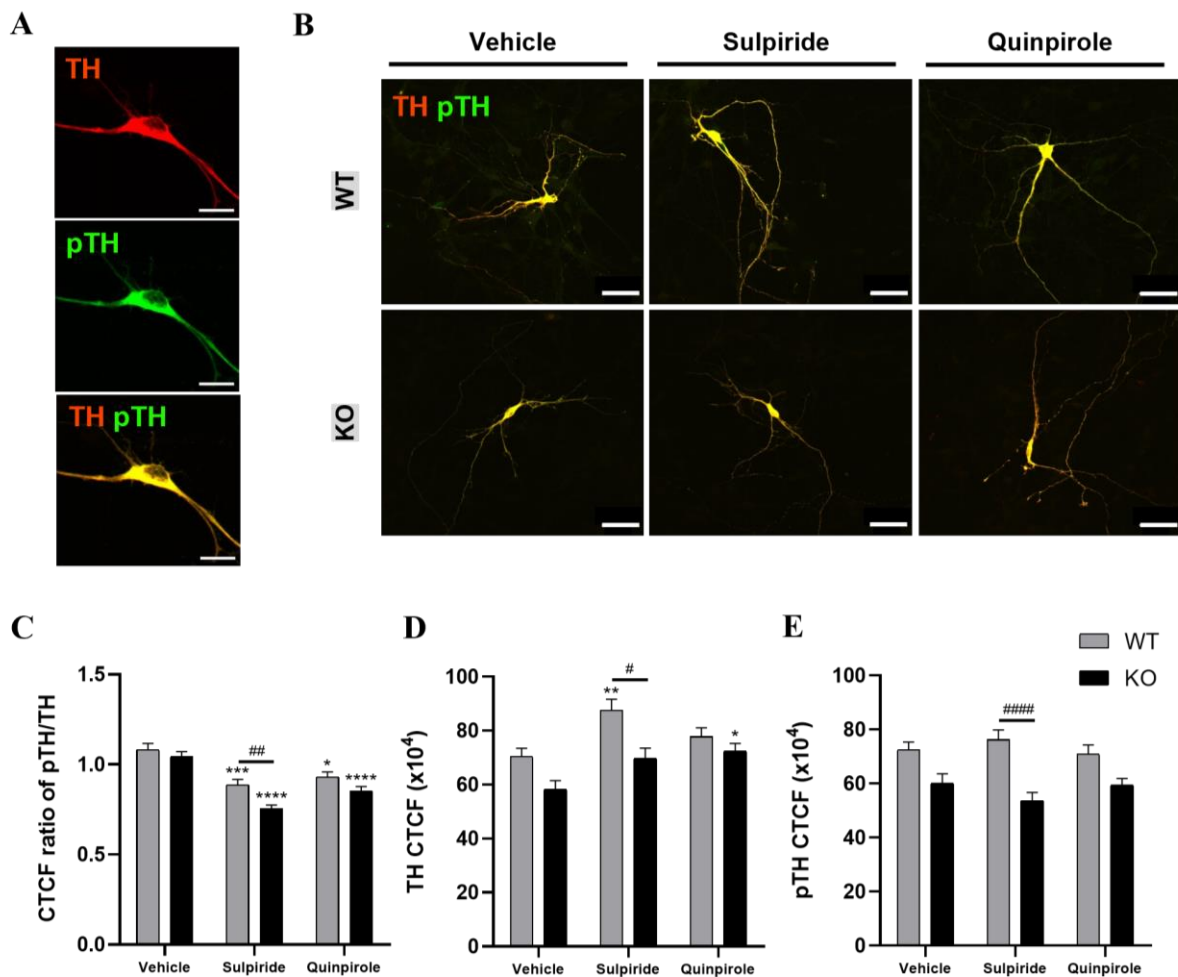 A
TH
pTH
TH pTH
B
Vehicle
Sulpiride
Quinpirole
TH pTH
WT
KO
C
CTCF ratio of pTH/TH
1.5
1.0
0.5
0.0
***
##
****
*
****
Vehicle
Sulpiride
Quinpirole
D
TH CTCF (x10⁴)
100
80
60
40
20
0
**
#
*
Vehicle
Sulpiride
Quinpirole
E
pTH CTCF (x10⁴)
100
80
60
40
20
0
####
Vehicle
Sulpiride
Quinpirole
WT
KO